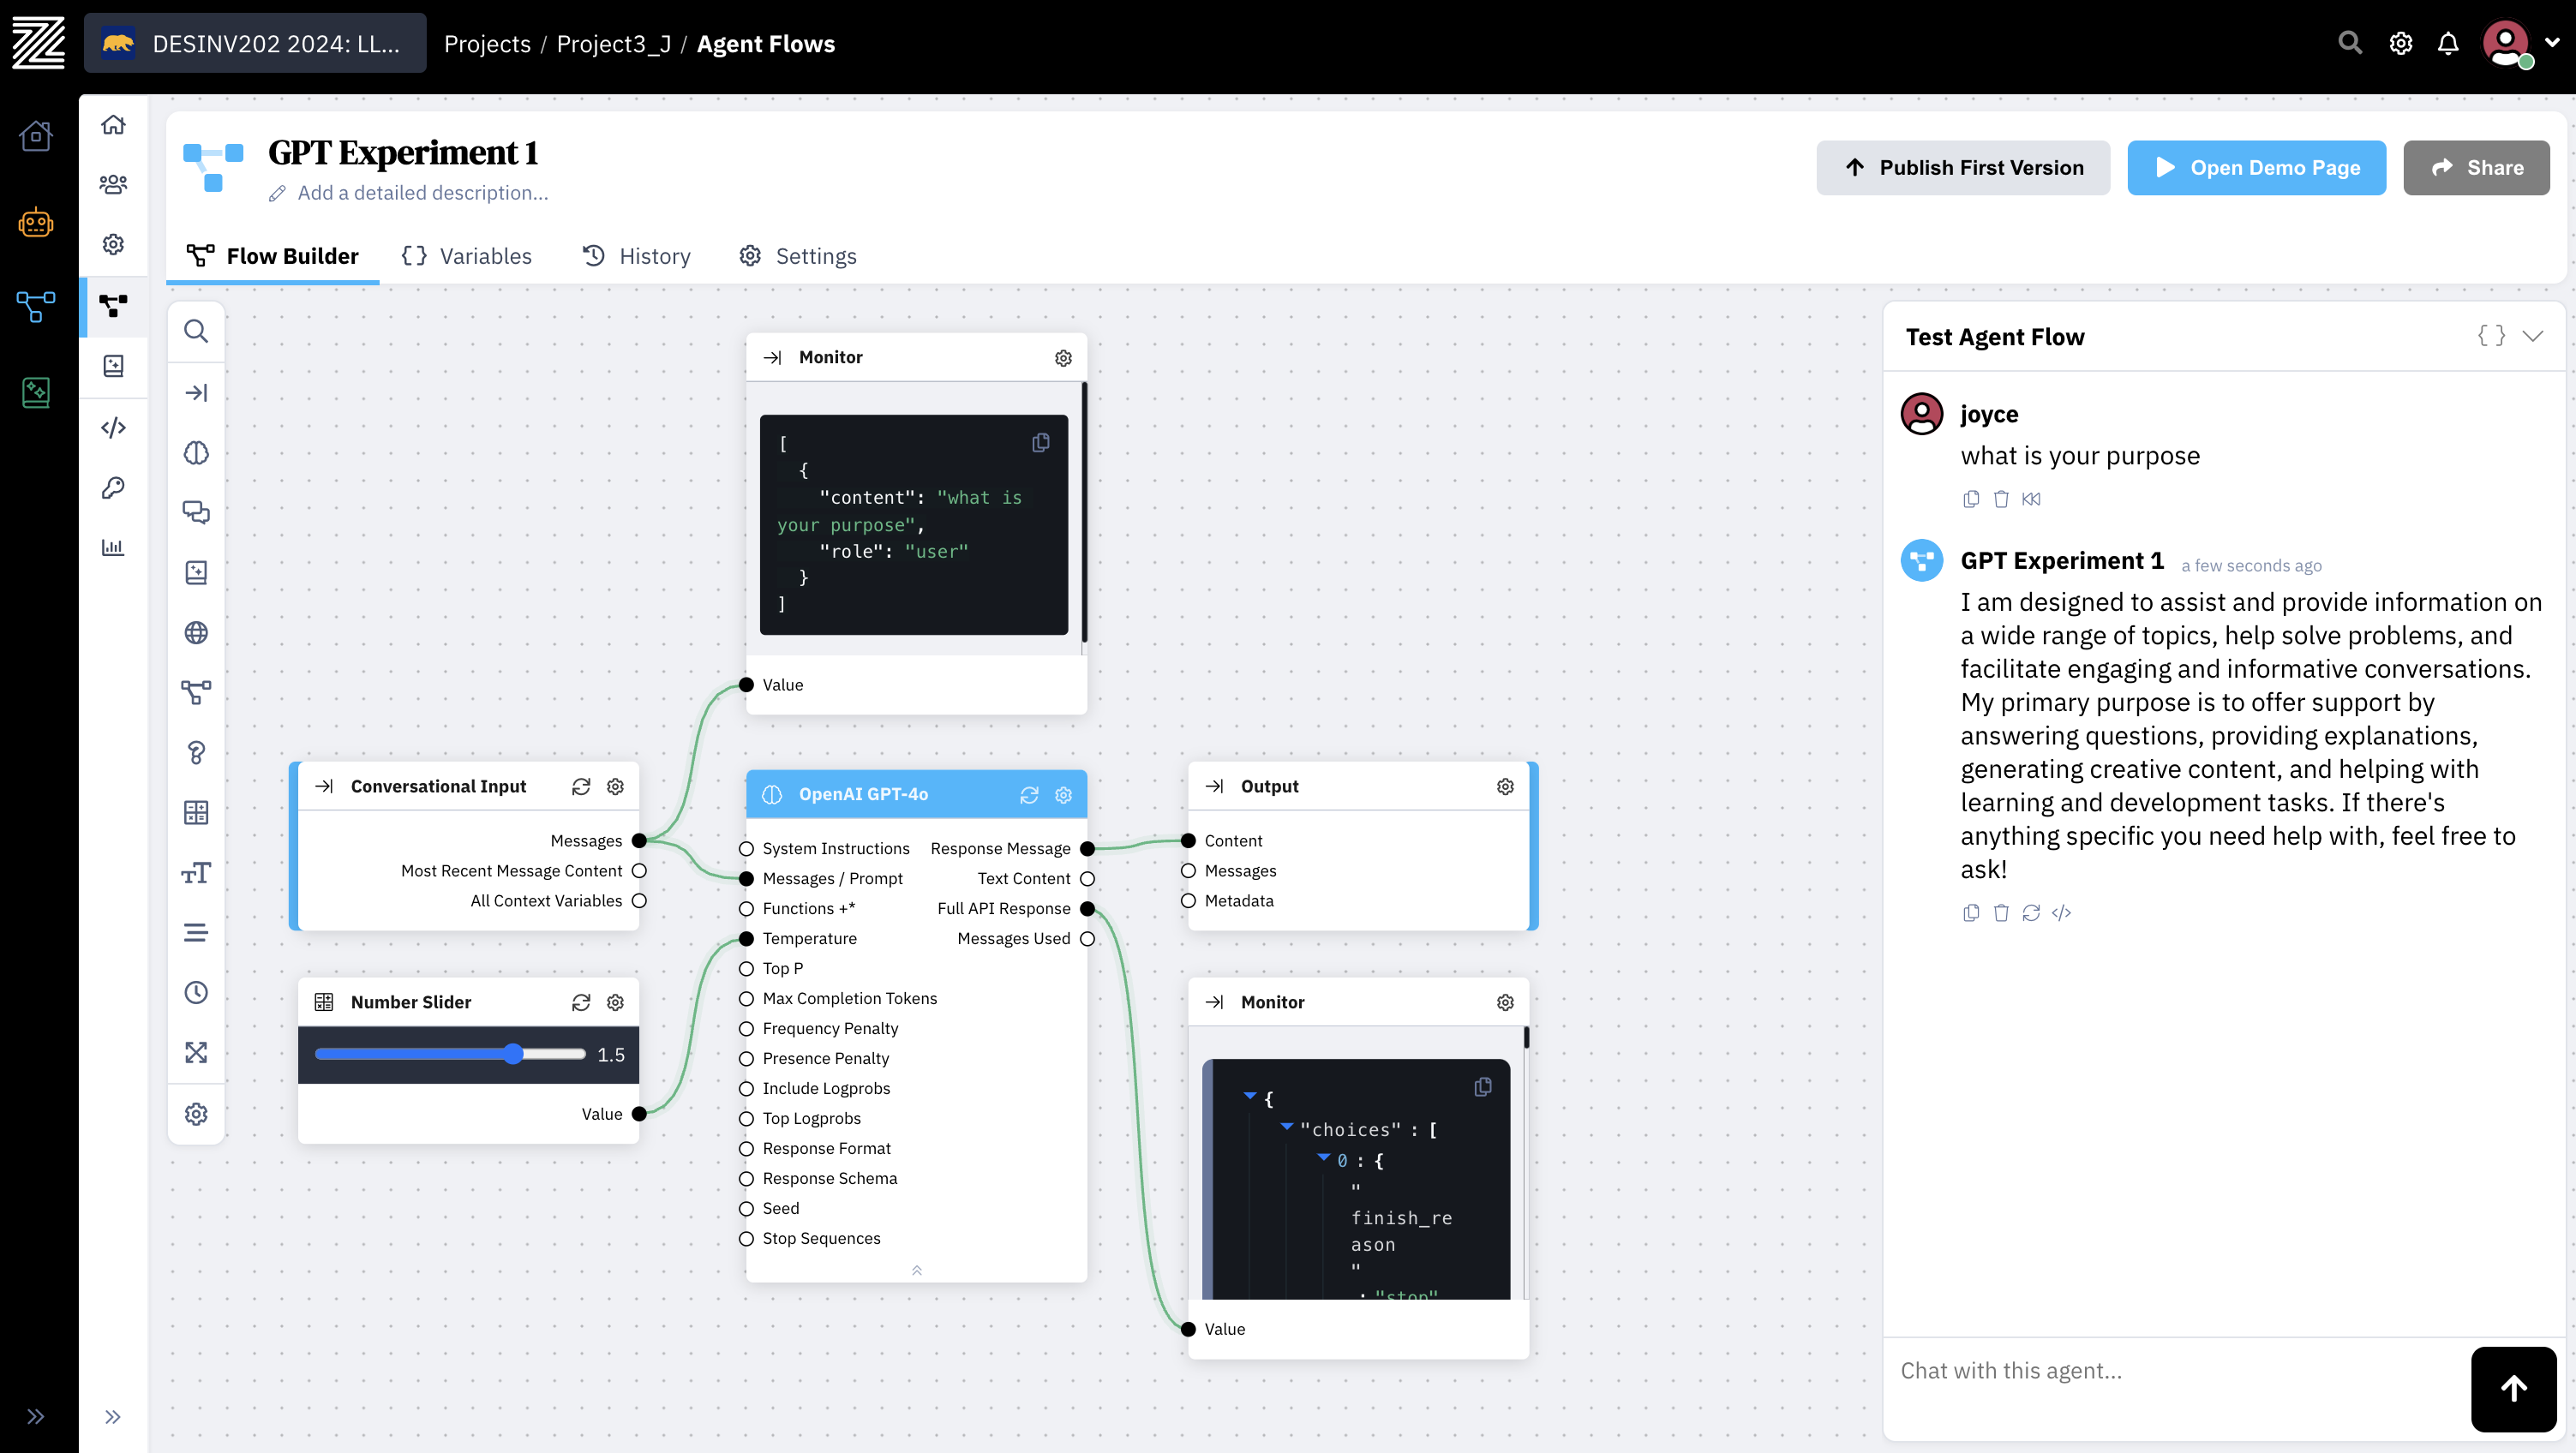 DESINV202 2024: LL...
Projects / Project3_J / Agent Flows
GPT Experiment 1
Add a detailed description...
Publish First Version
Open Demo Page
Share
Flow Builder
{} Variables
History
Settings
Monitor
[
{
"content": "what is
your purpose",
"role": "user"
}
]
Value
Conversational Input
Messages
Most Recent Message Content
All Context Variables
Number Slider
1.5
Value
OpenAI GPT-4o
System Instructions
Response Message
Messages / Prompt
Text Content
Functions +*
Full API Response
Temperature
Messages Used
Top P
Max Completion Tokens
Frequency Penalty
Presence Penalty
Include Logprobs
Top Logprobs
Response Format
Response Schema
Seed
Stop Sequences
Output
Content
Messages
Metadata
Monitor
{
"choices" : [
0 : {
"
finish_re
ason
"
: "stop"
Value
Test Agent Flow
{ }
joyce
what is your purpose
GPT Experiment 1 a few seconds ago
I am designed to assist and provide information on
a wide range of topics, help solve problems, and
facilitate engaging and informative conversations.
My primary purpose is to offer support by
answering questions, providing explanations,
generating creative content, and helping with
learning and development tasks. If there's
anything specific you need help with, feel free to
ask!
Chat with this agent...